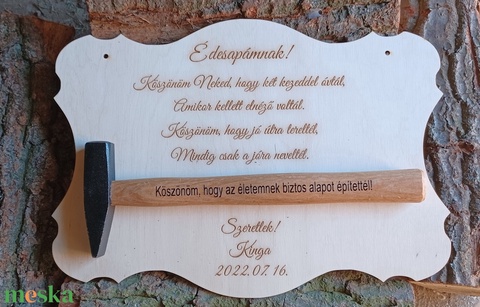 Édesapámnak!
Köszönöm Neked, hogy két kezeddel óvtál,
Amikor kellett elnéző voltál.
Köszönöm, hogy jó útra tereltél,
Mindig csak a jóra neveltél.
Köszönöm, hogy az életemnek biztos alapot építettél!
Szeretlek!
Kinga
2022.07.16.
meska